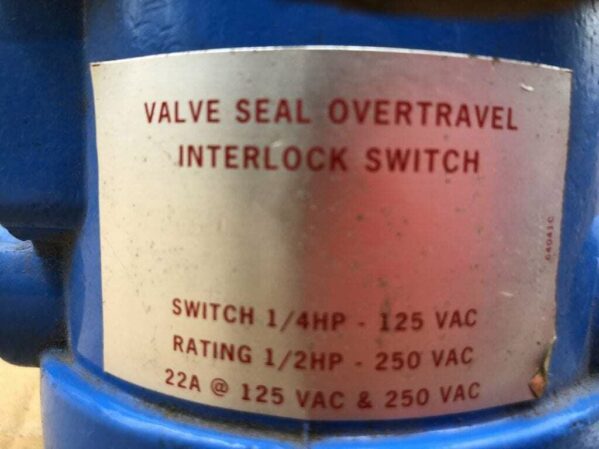 VALVE SEAL OVERTRAVEL
INTERLOCK SWITCH
SWITCH 1/4HP - 125 VAC
RATING 1/2HP - 250 VAC
22A @ 125 VAC & 250 VAC